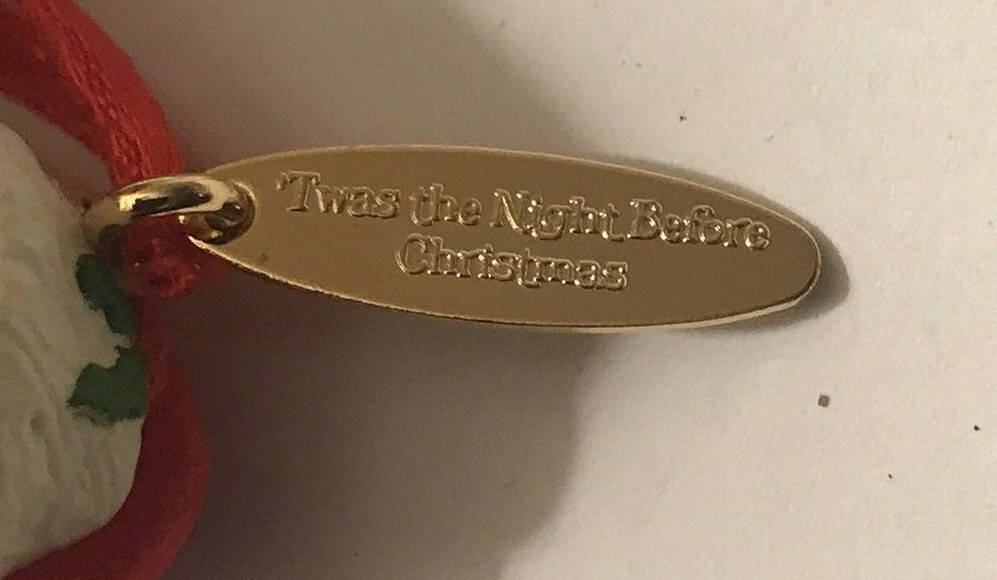 'Twas the Night Before
Christmas